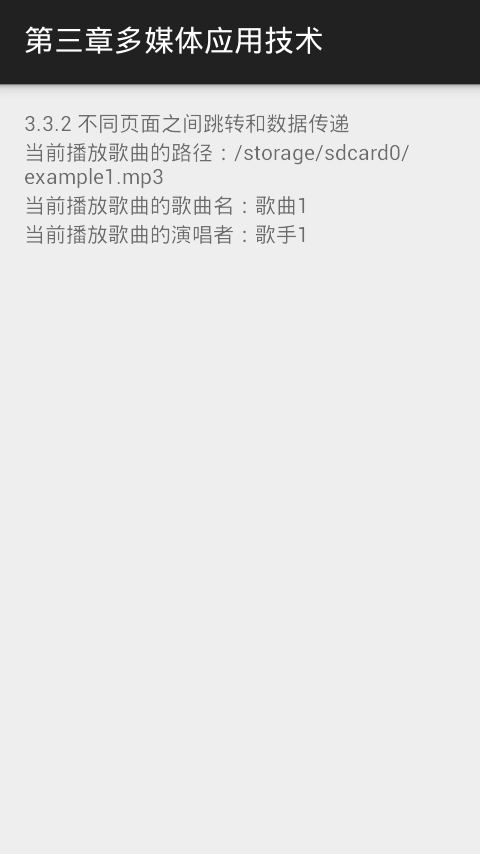 第三章多媒体应用技术
3.3.2 不同页面之间跳转和数据传递
当前播放歌曲的路径：/storage/sdcard0/
example1.mp3
当前播放歌曲的歌曲名：歌曲1
当前播放歌曲的演唱者：歌手1